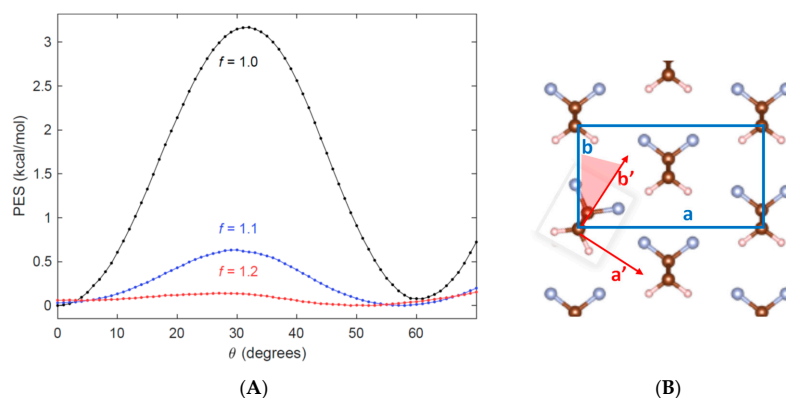 PES (kcal/mol)
3
2.5
2
1.5
1
0.5
0
f = 1.0
f = 1.1
f = 1.2
0 10 20 30 40 50 60
θ (degrees)
(A)
b
b'
a
a'
(B)